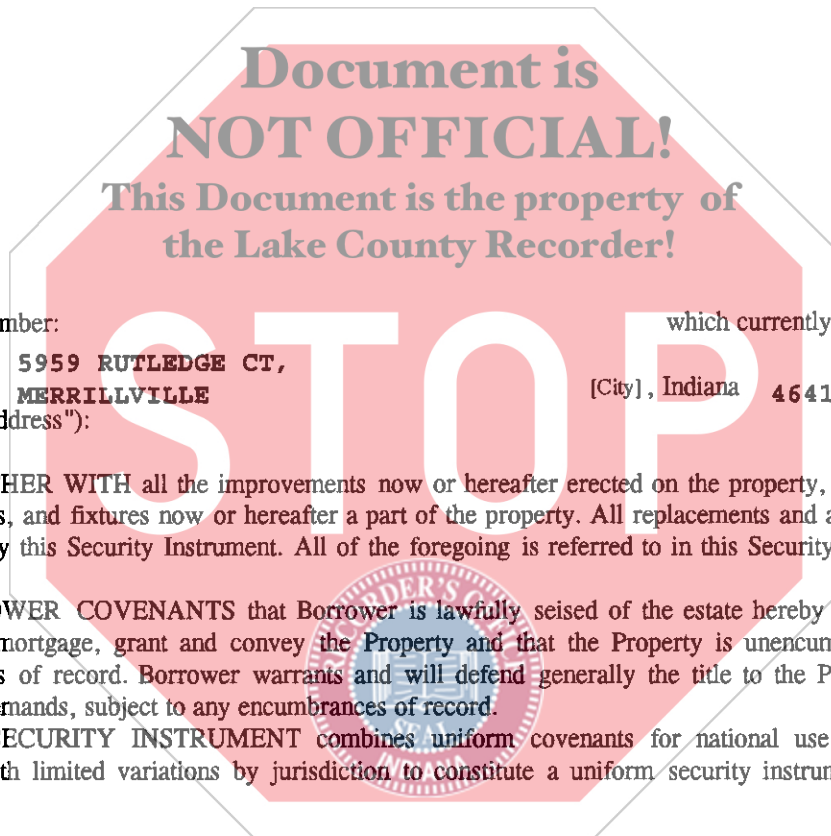 Document is
NOT OFFICIAL!
This Document is the property of
the Lake County Recorder!
STOP
mber: which currently
5959 RUTLEDGE CT,
MERRILLVILLE [City], Indiana 4641
ddress"):
HER WITH all the improvements now or hereafter erected on the property,
s, and fixtures now or hereafter a part of the property. All replacements and a
y this Security Instrument. All of the foregoing is referred to in this Security
OWER COVENANTS that Borrower is lawfully seised of the estate hereby
mortgage, grant and convey the Property and that the Property is unencum
s of record. Borrower warrants and will defend generally the title to the P
mands, subject to any encumbrances of record.
ECURITY INSTRUMENT combines uniform covenants for national use
th limited variations by jurisdiction to constitute a uniform security instrum
RECORDER'S OFFICE
SEAL
INDIANA